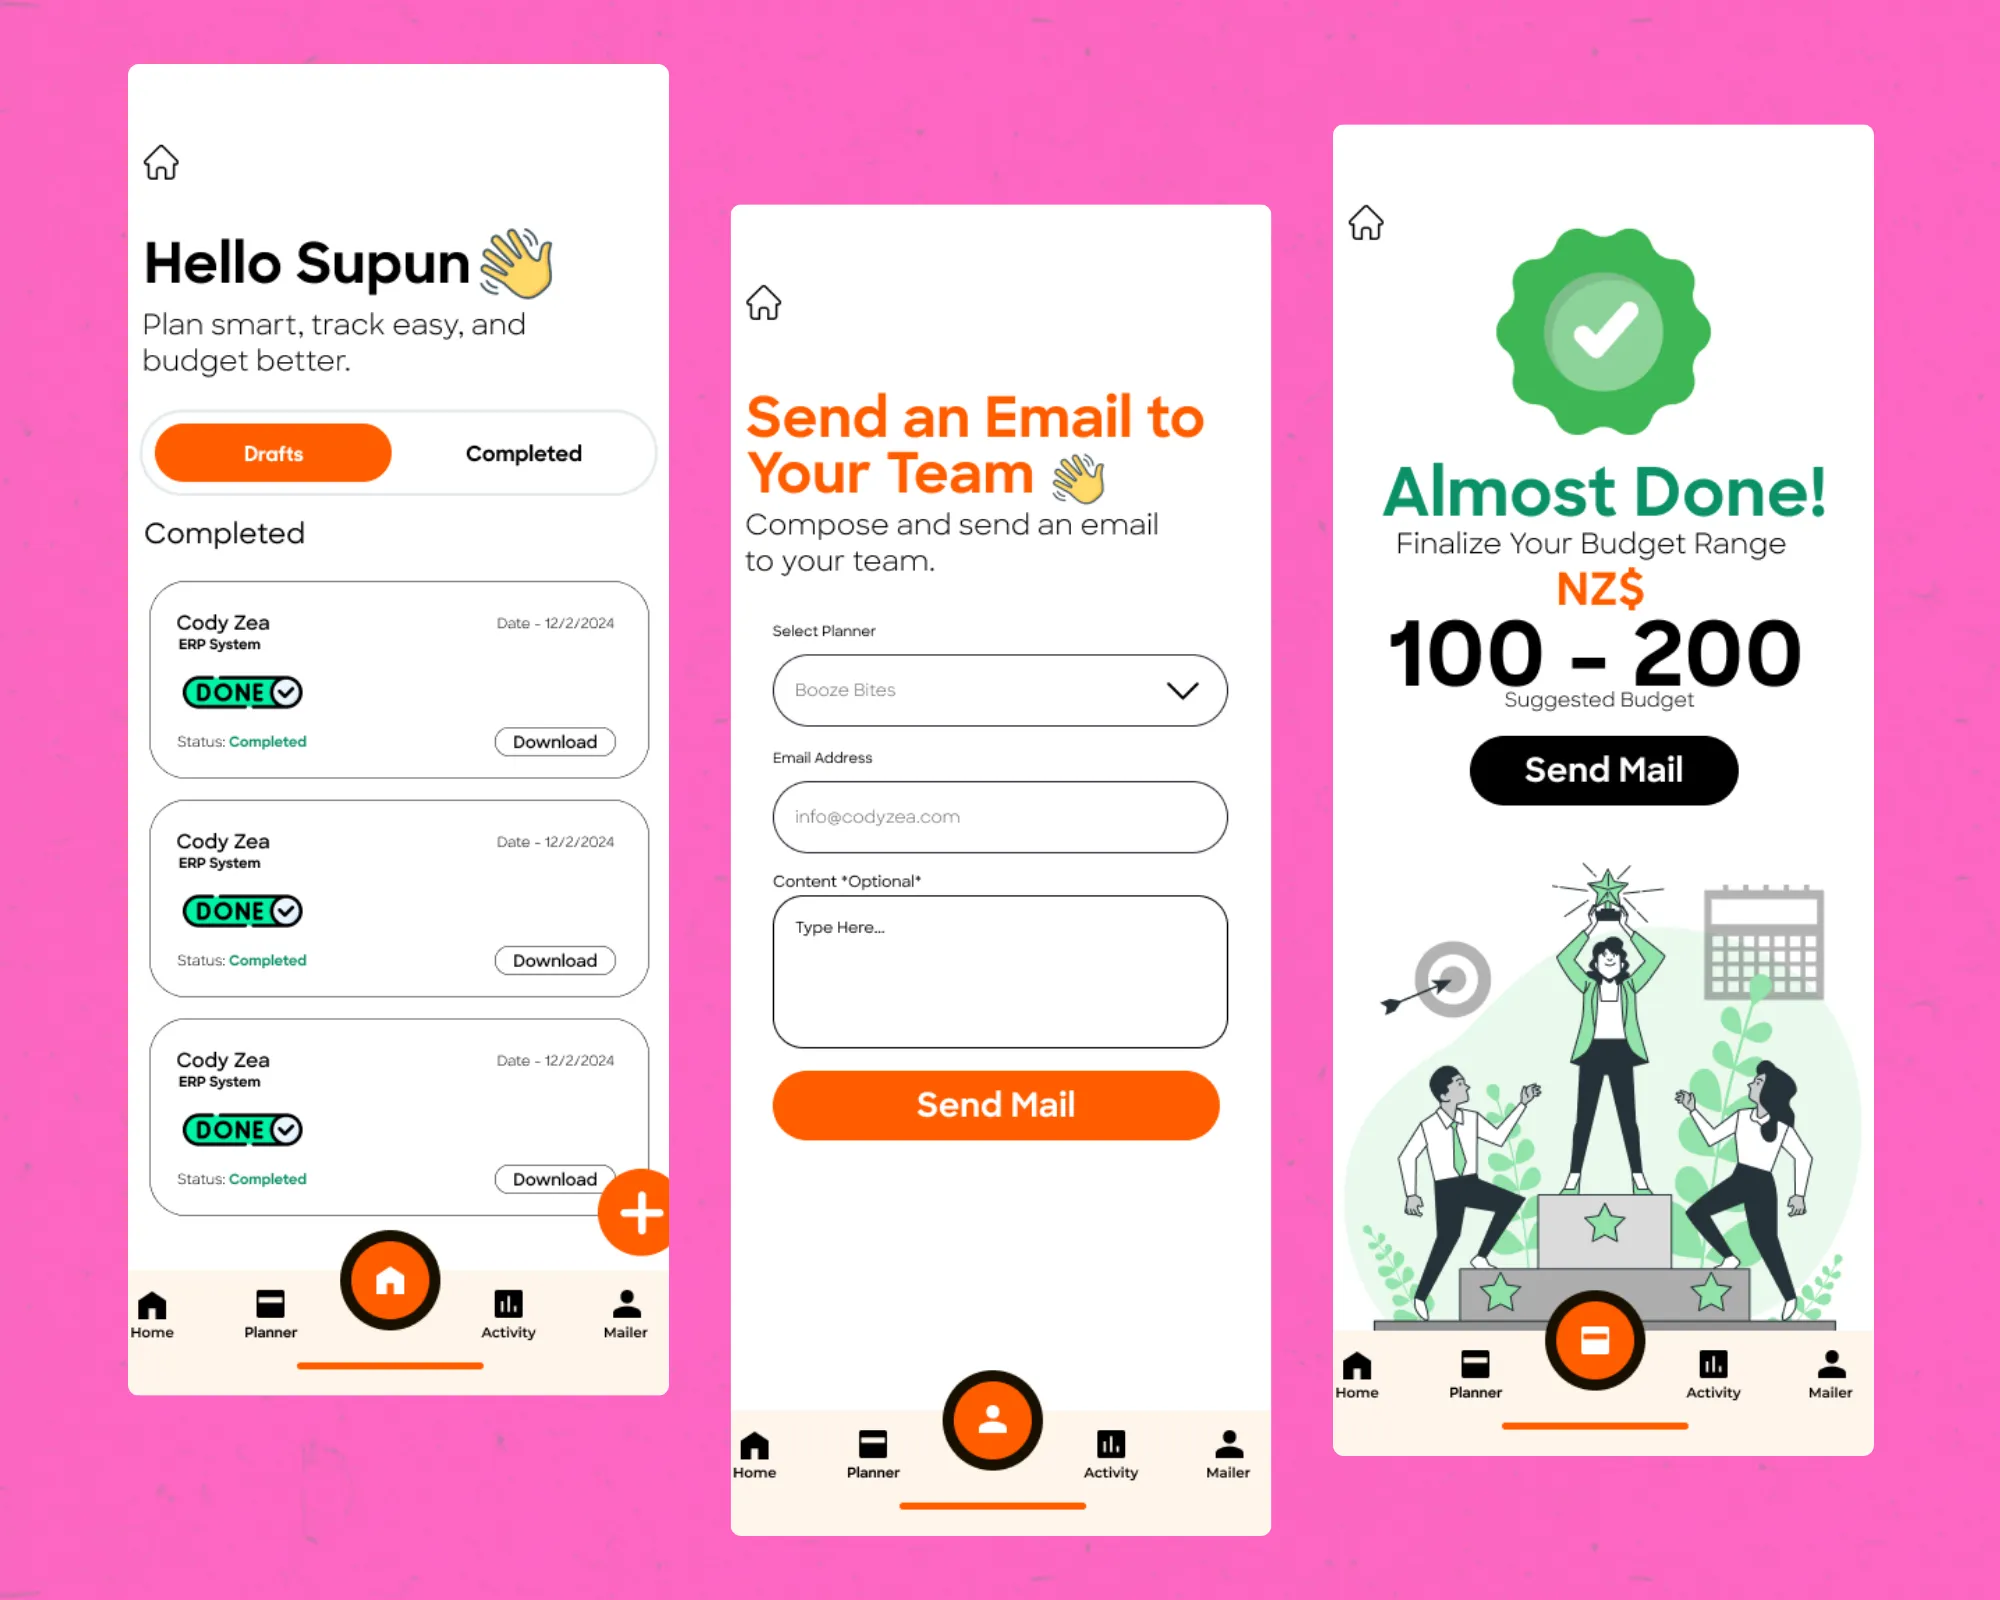 Hello Supun
Plan smart, track easy, and
budget better.
Drafts
Completed
Completed
Cody Zea
Date - 12/2/2024
ERP System
DONE
Status: Completed
Download
Cody Zea
Date - 12/2/2024
ERP System
DONE
Status: Completed
Download
Cody Zea
Date - 12/2/2024
ERP System
DONE
Status: Completed
Download
Home
Planner
Activity
Mailer
Send an Email to
Your Team
Compose and send an email
to your team.
Select Planner
Booze Bites
Email Address
info@codyzea.com
Content *Optional*
Type Here...
Send Mail
Home
Planner
Activity
Mailer
Almost Done!
Finalize Your Budget Range
NZ$
100 - 200
Suggested Budget
Send Mail
Home
Planner
Activity
Mailer